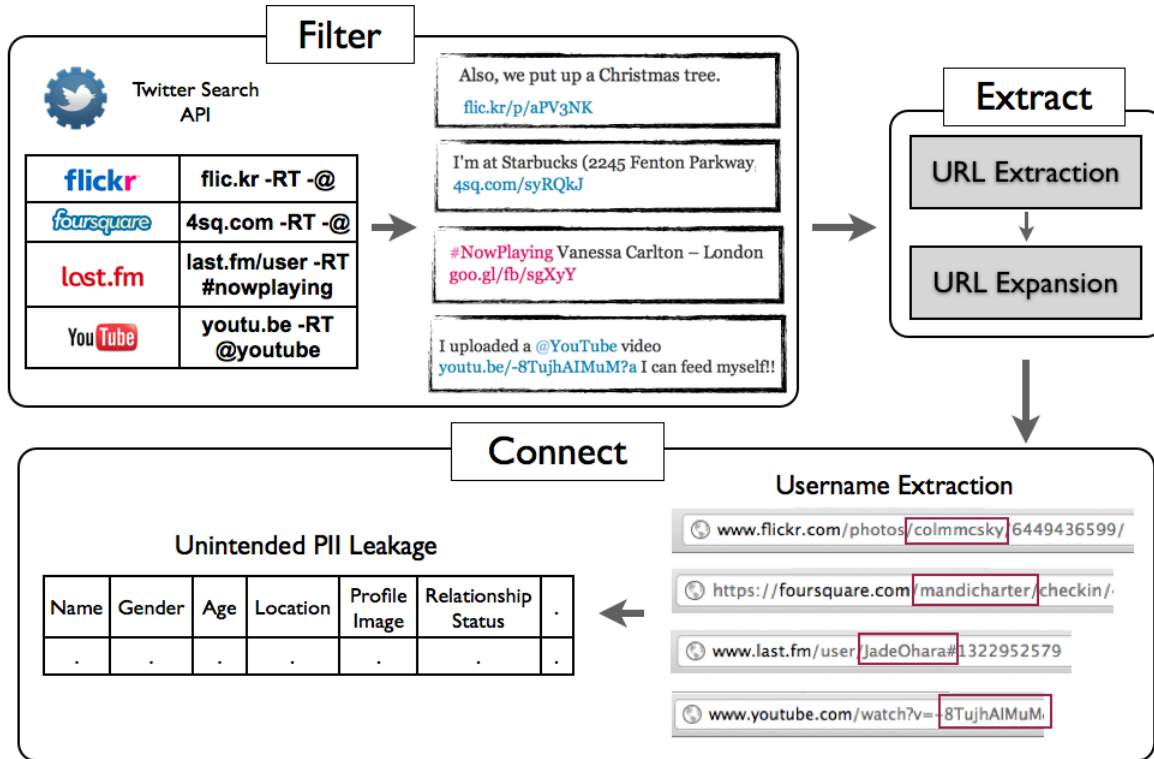 Filter
Twitter Search
API
flickr
flic.kr -RT -@
foursquare
4sq.com -RT -@
last.fm
last.fm/user -RT
#nowplaying
YouTube
youtu.be -RT
@youtube
Also, we put up a Christmas tree.
flic.kr/p/aPV3NK
I'm at Starbucks (2245 Fenton Parkway,
4sq.com/syRQkJ
#NowPlaying Vanessa Carlton – London
goo.gl/fb/sgXyY
I uploaded a @YouTube video
youtu.be/-8TujhAIMuM?a I can feed myself!!
Extract
URL Extraction
URL Expansion
Connect
Username Extraction
www.flickr.com/photos/colmmcsky/6449436599/
https://foursquare.com/mandicharter/checkin/
www.last.fm/user/JadeOhara#1322952579
www.youtube.com/watch?v=-8TujhAIMuM
Unintended PII Leakage
Name Gender Age Location Profile Image Relationship Status .
. . . . . . .